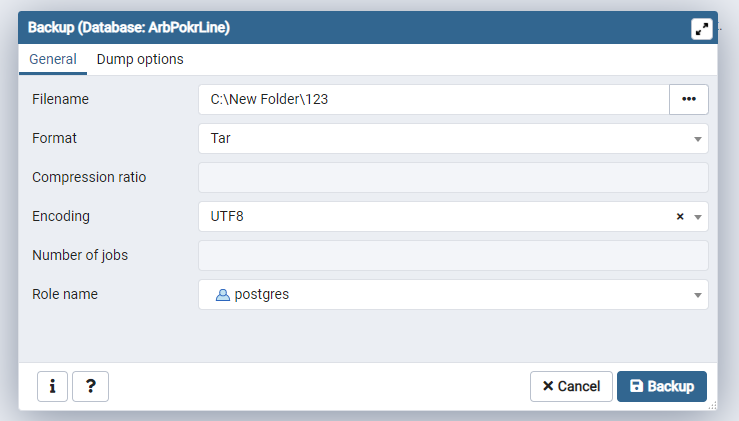 Backup (Database: ArbPokrLine)
General Dump options
Filename C:\New Folder\123 •••
Format Tar
Compression ratio
Encoding UTF8 ×
Number of jobs
Role name postgres
i ? × Cancel Backup